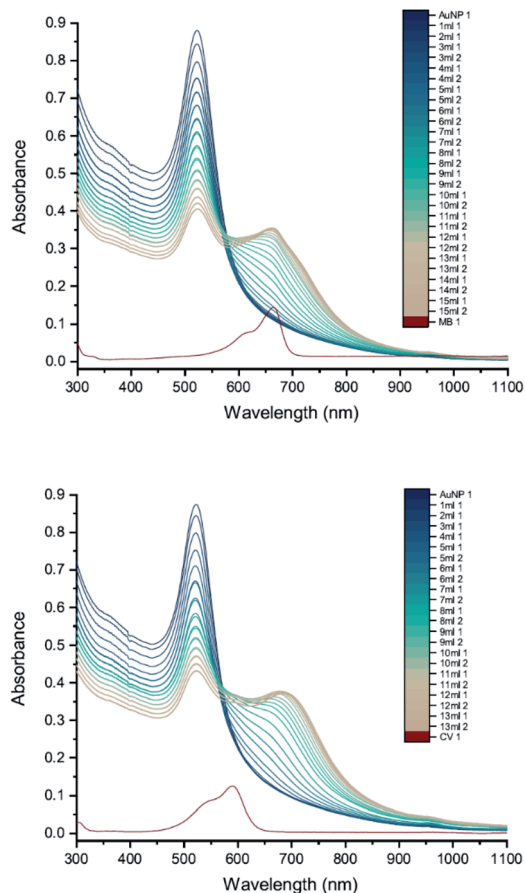 0.9
0.8
0.7
0.6
0.5
0.4
0.3
0.2
0.1
0.0
Absorbance
300 400 500 600 700 800 900 1000 1100
Wavelength (nm)
AuNP 1
1ml 1
2ml 1
3ml 1
3ml 2
4ml 1
4ml 2
5ml 1
5ml 2
6ml 1
6ml 2
7ml 1
7ml 2
8ml 1
8ml 2
9ml 1
9ml 2
10ml 1
10ml 2
11ml 1
11ml 2
12ml 1
12ml 2
13ml 1
13ml 2
14ml 1
14ml 2
15ml 1
15ml 2
MB 1
0.9
0.8
0.7
0.6
0.5
0.4
0.3
0.2
0.1
0.0
Absorbance
300 400 500 600 700 800 900 1000 1100
Wavelength (nm)
AuNP 1
1ml 1
2ml 1
3ml 1
4ml 1
5ml 1
5ml 2
6ml 1
6ml 2
7ml 1
7ml 2
8ml 1
8ml 2
9ml 1
9ml 2
10ml 1
10ml 2
11ml 1
11ml 2
12ml 1
12ml 2
13ml 1
13ml 2
CV 1